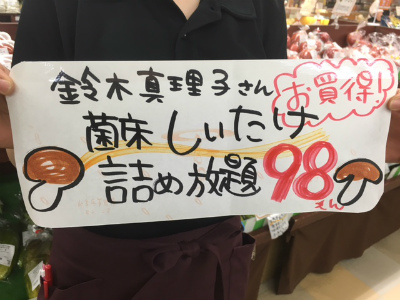 鈴木真理子さん
お買得!
菌床しいたけ
詰め放題98
えん